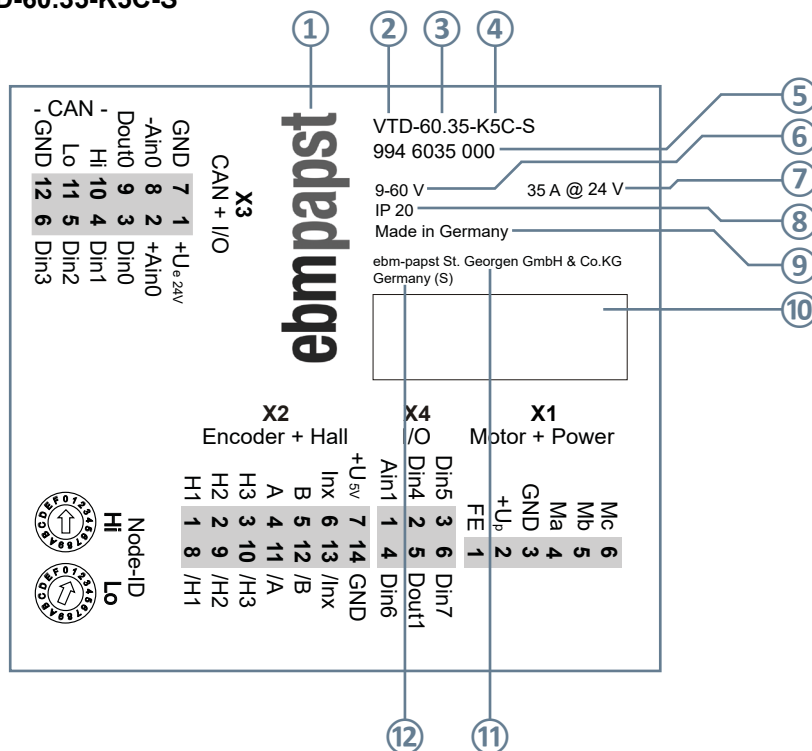 D-60.35-K5C-S
1 2 3 4
5
6
7
8
9
10
12 11
ebmpapst
VTD-60.35-K5C-S
994 6035 000
9-60 V 35 A @ 24 V
IP 20
Made in Germany
ebm-papst St. Georgen GmbH & Co.KG
Germany (S)
X3
CAN + I/O
- CAN -
GND Lo Hi Dout0 -Ain0 GND
12 11 10 9 8 7
6 5 4 3 2 1
Din3 Din2 Din1 Din0 +Ain0 +Ue 24V
X2
Encoder + Hall
H1 H2 H3 A B Inx +U5V
1 2 3 4 5 6 7
8 9 10 11 12 13 14
/H1 /H2 /H3 /A /B /Inx GND
X4
I/O
Ain1 Din4 Din5
1 2 3
4 5 6
Din6 Dout1 Din7
X1
Motor + Power
FE +Up GND Ma Mb Mc
1 2 3 4 5 6
Node-ID
Hi
0123456789ABCDEF
Lo
0123456789ABCDEF